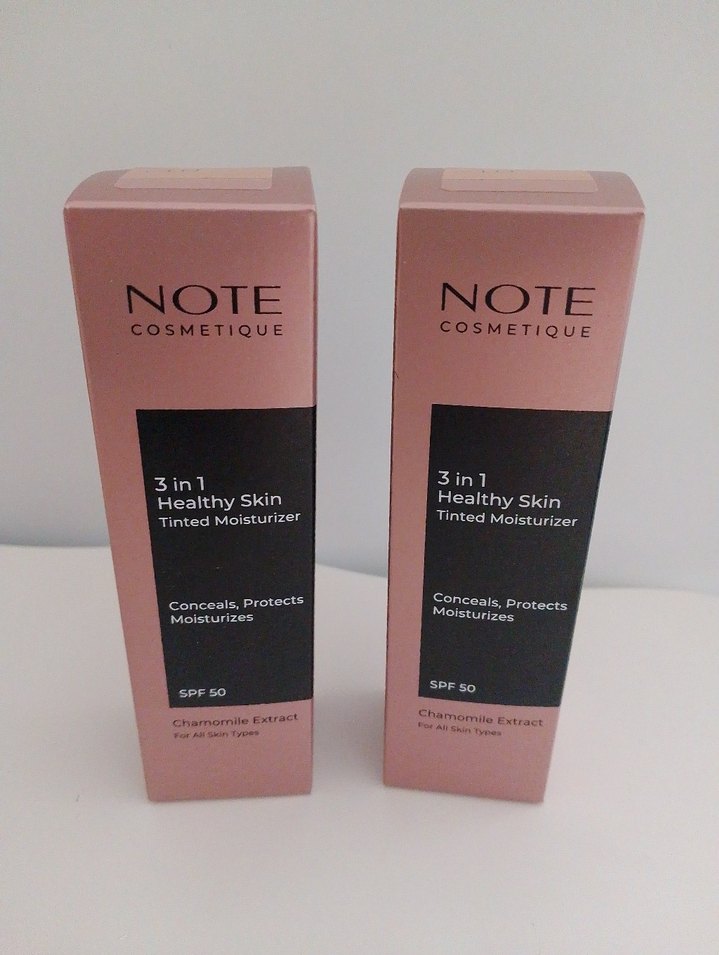 NOTE
COSMETIQUE
3 in 1
Healthy Skin
Tinted Moisturizer
Conceals, Protects
Moisturizes
SPF 50
Chamomile Extract
For All Skin Types
NOTE
COSMETIQUE
3 in 1
Healthy Skin
Tinted Moisturizer
Conceals, Protects
Moisturizes
SPF 50
Chamomile Extract
For All Skin Types